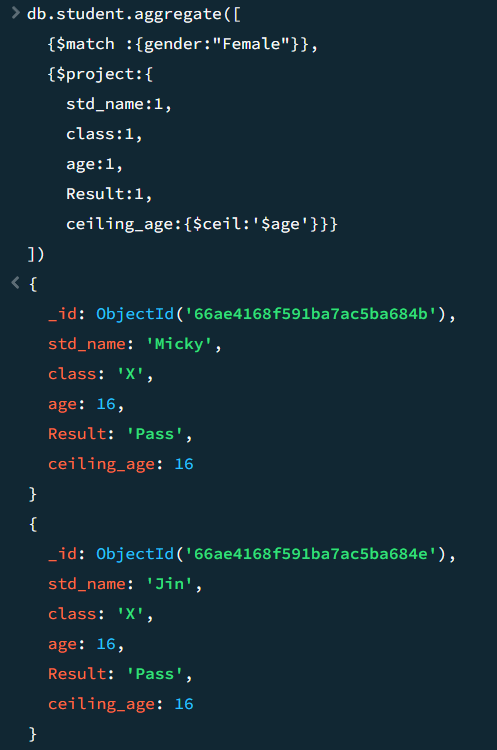 db.student.aggregate([
{$match :{gender:"Female"}},
{$project:{
std_name:1,
class:1,
age:1,
Result:1,
ceiling_age:{$ceil:'$age'}}}
])
{
_id: ObjectId('66ae4168f591ba7ac5ba684b'),
std_name: 'Micky',
class: 'X',
age: 16,
Result: 'Pass',
ceiling_age: 16
}
{
_id: ObjectId('66ae4168f591ba7ac5ba684e'),
std_name: 'Jin',
class: 'X',
age: 16,
Result: 'Pass',
ceiling_age: 16
}